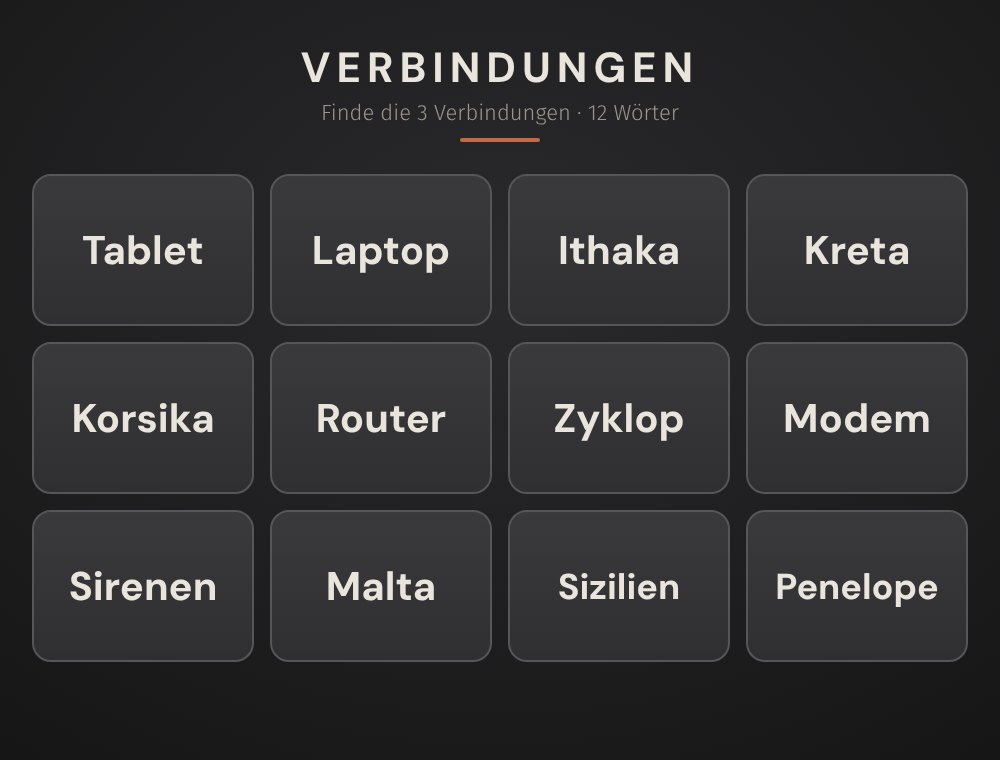 VERBINDUNGEN
Finde die 3 Verbindungen · 12 Wörter
Tablet
Laptop
Ithaka
Kreta
Korsika
Router
Zyklop
Modem
Sirenen
Malta
Sizilien
Penelope